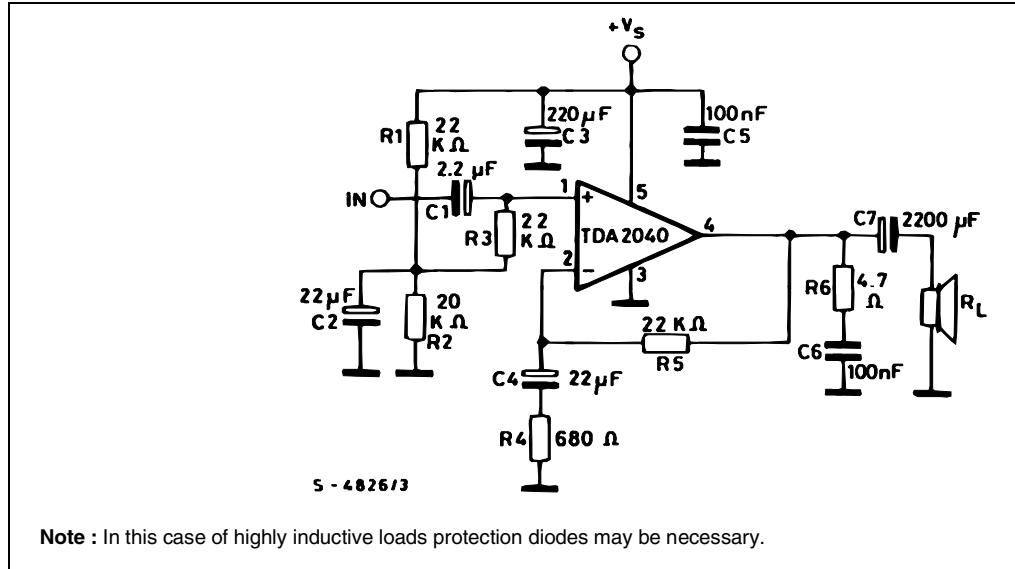 +VS
R1
22
KΩ
220µF
C3
100nF
C5
IN
2.2 µF
C1
1
+
5
R3
22
KΩ
TDA2040
4
2
−
3
C7
2200 µF
22µF
C2
20
KΩ
R2
22 KΩ
R5
R6
4.7
Ω
RL
C6
100nF
C4
22µF
R4
680 Ω
S - 4826/3
Note : In this case of highly inductive loads protection diodes may be necessary.